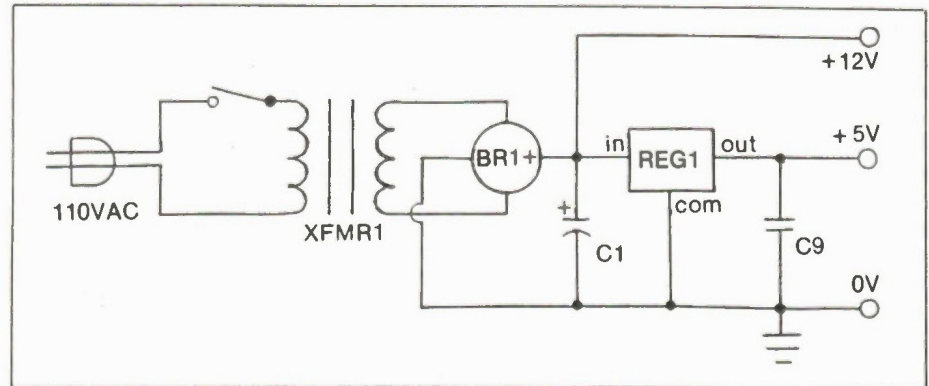 +12V
+5V
in
out
BR1+
REG1
com
110VAC
XFMR1
+
C1
C9
0V